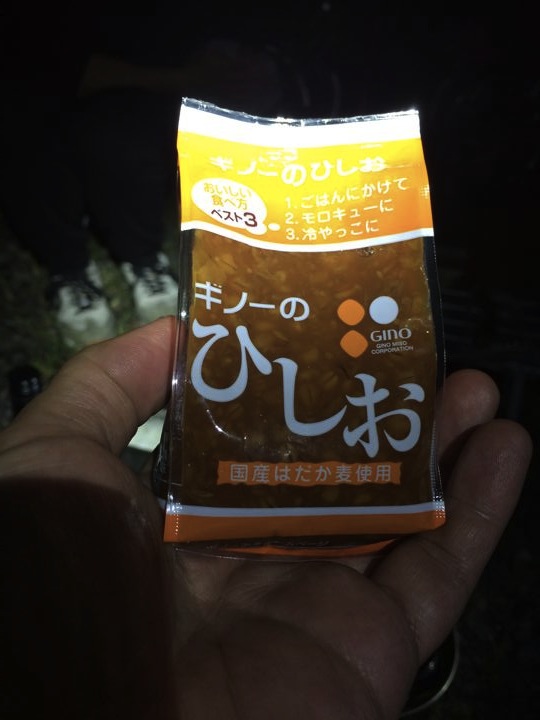 ギノーのひしお
おいしい
食べ方
ベスト3
1. ごはんにかけて
2. モロキューに
3. 冷やっこに
ギノーの
ひしお
GINO
GINO MISO
CORPORATION
国産はだか麦使用